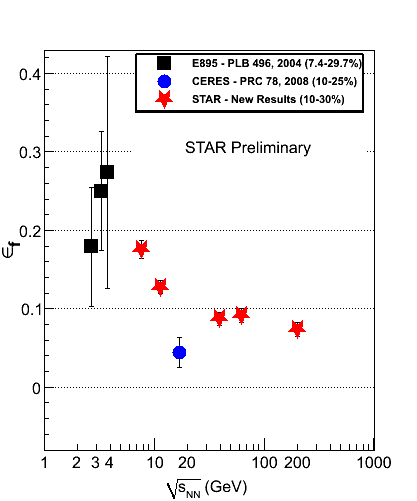 E895 - PLB 496, 2004 (7.4-29.7%)
CERES - PRC 78, 2008 (10-25%)
STAR - New Results (10-30%)
STAR Preliminary
0.4
0.3
0.2
0.1
0
ϵf
1 2 3 4 10 20 100 200 1000
√sNN (GeV)